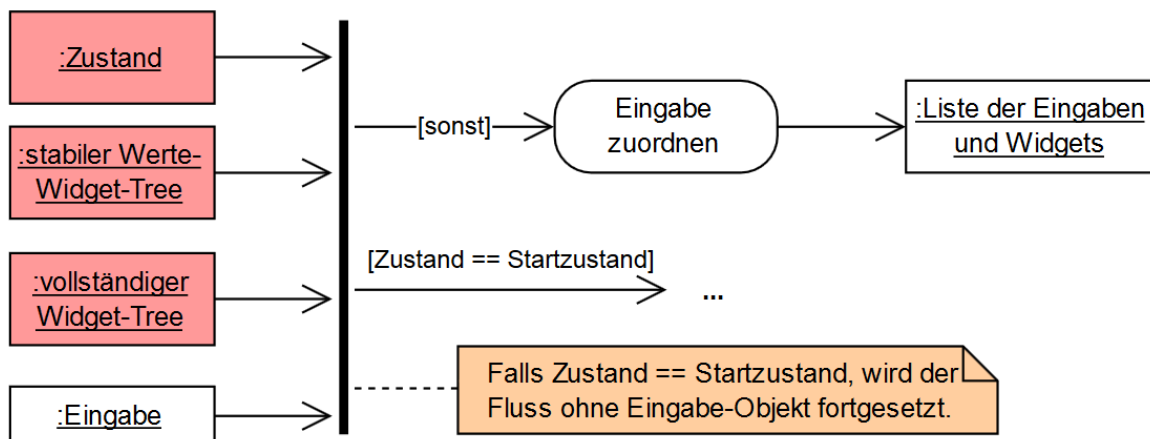 :Zustand
:stabiler Werte-
Widget-Tree
:vollständiger
Widget-Tree
:Eingabe
[sonst]
Eingabe
zuordnen
:Liste der Eingaben
und Widgets
[Zustand == Startzustand]
...
Falls Zustand == Startzustand, wird der
Fluss ohne Eingabe-Objekt fortgesetzt.